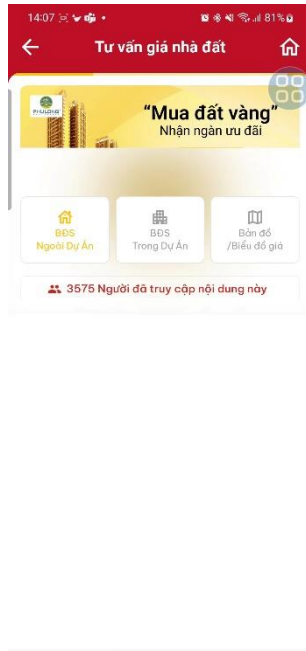 14:07
81%
Tư vấn giá nhà đất
PHULONG
“Mua đất vàng”
Nhận ngàn ưu đãi
BĐS
Ngoài Dự Án
BĐS
Trong Dự Án
Bản đồ
/Biểu đồ giá
3575 Người đã truy cập nội dung này